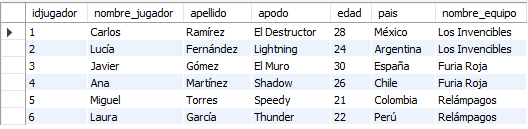 idjugador nombre_jugador apellido apodo edad pais nombre_equipo
1 Carlos Ramírez El Destructor 28 México Los Invencibles
2 Lucía Fernández Lightning 24 Argentina Los Invencibles
3 Javier Gómez El Muro 30 España Furia Roja
4 Ana Martínez Shadow 26 Chile Furia Roja
5 Miguel Torres Speedy 21 Colombia Relámpagos
6 Laura García Thunder 22 Perú Relámpagos